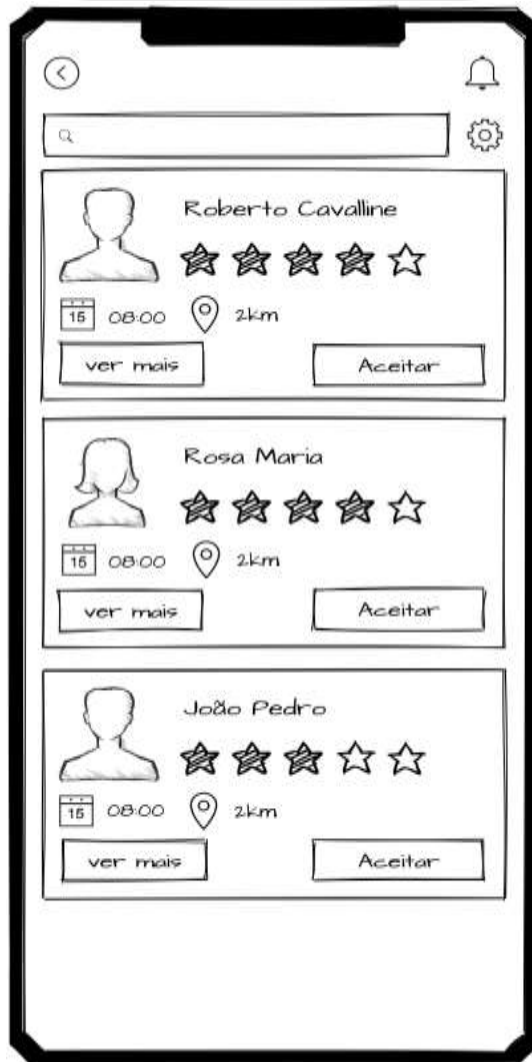 Roberto Cavalline
15 08:00 2km
ver mais Aceitar
Rosa Maria
15 08:00 2km
ver mais Aceitar
João Pedro
15 08:00 2km
ver mais Aceitar